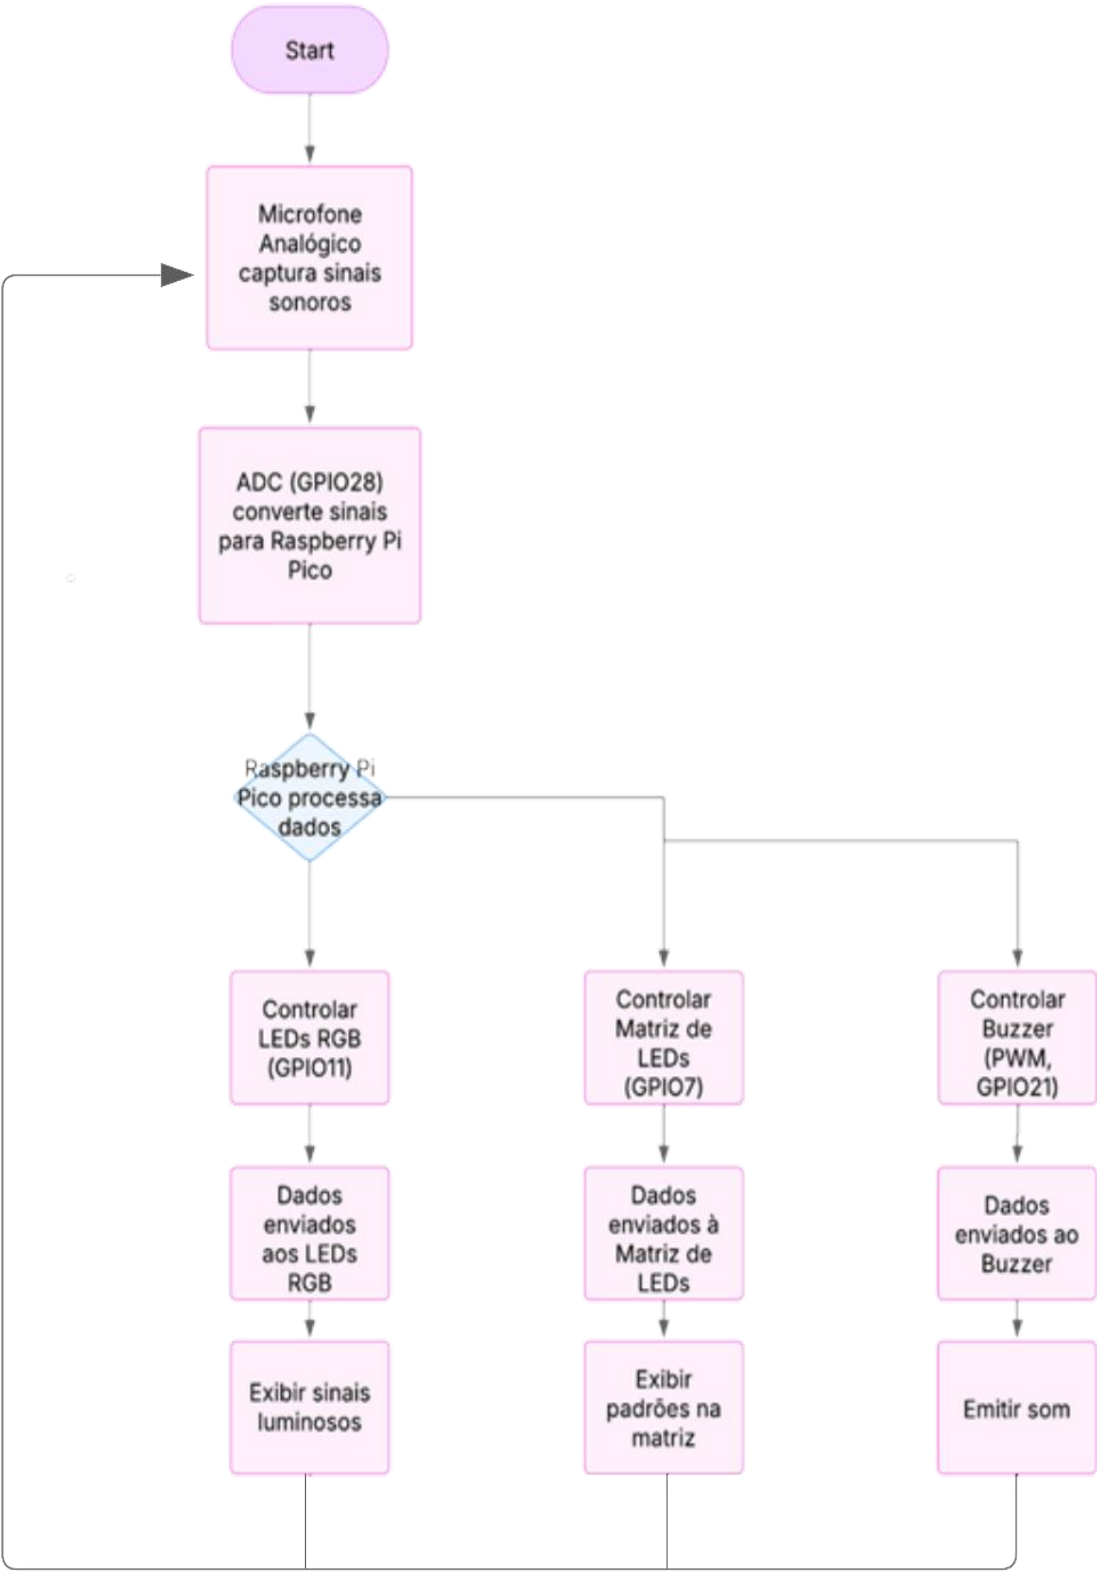 Start
Microfone
Analógico
captura sinais
sonoros
ADC (GPIO28)
converte sinais
para Raspberry Pi
Pico
Raspberry Pi
Pico processa
dados
Controlar
LEDs RGB
(GPIO11)
Controlar
Matriz de
LEDs
(GPIO7)
Controlar
Buzzer
(PWM,
GPIO21)
Dados
enviados
aos LEDs
RGB
Dados
enviados à
Matriz de
LEDs
Dados
enviados ao
Buzzer
Exibir sinais
luminosos
Exibir
padrões na
matriz
Emitir som